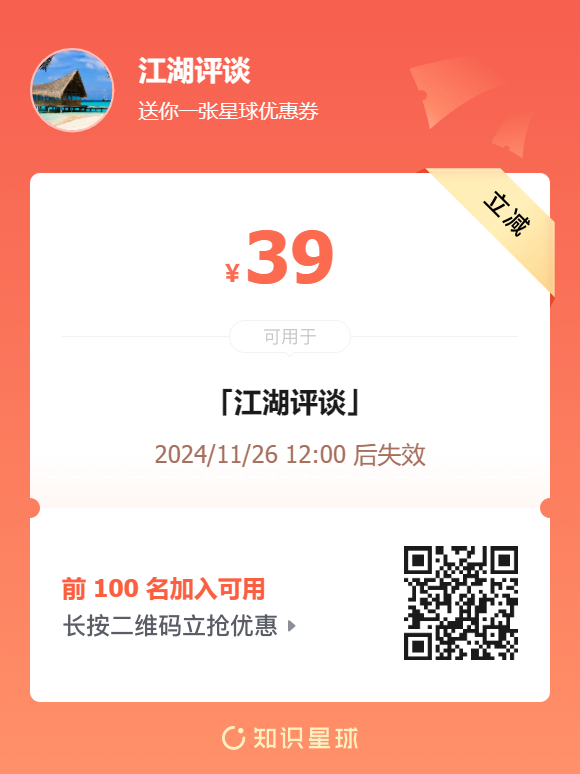 江湖评谈
送你一张星球优惠券
立减
¥39
可用于
「江湖评谈」
2024/11/26 12:00 后失效
前 100 名加入可用
长按二维码立抢优惠
知识星球